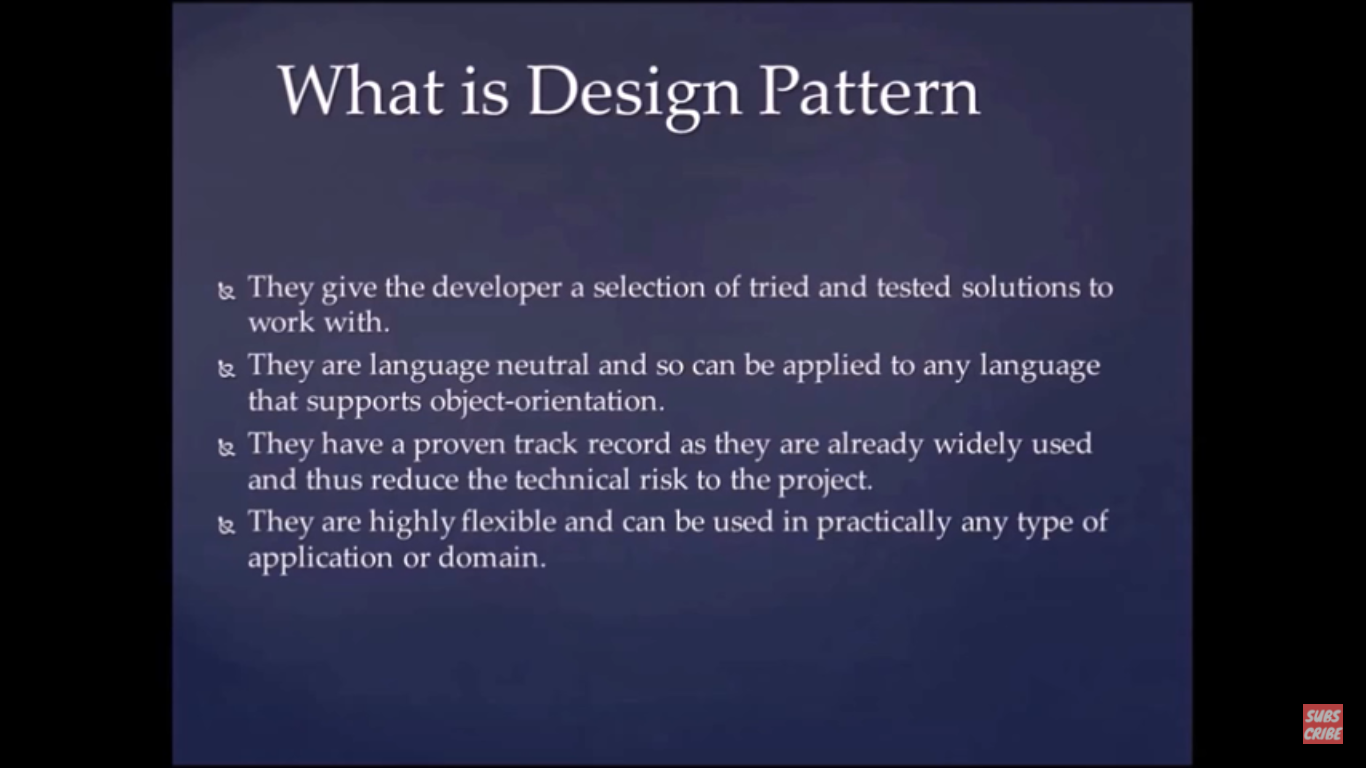 What is Design Pattern
They give the developer a selection of tried and tested solutions to
work with.
They are language neutral and so can be applied to any language
that supports object-orientation.
They have a proven track record as they are already widely used
and thus reduce the technical risk to the project.
They are highly flexible and can be used in practically any type of
application or domain.
SUBS
CRIBE